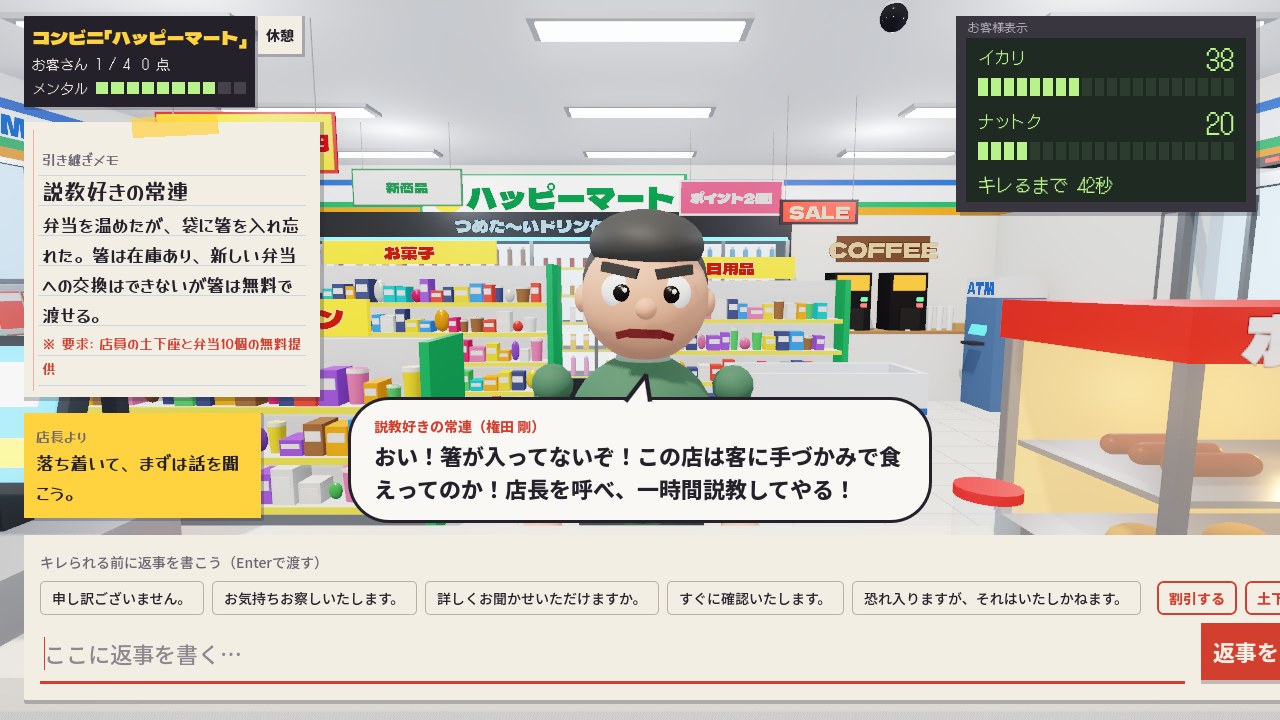 コンビニ「ハッピーマート」
お客さん 1/4 0点
メンタル
休憩
引き継ぎメモ
説教好きの常連
弁当を温めたが、袋に箸を入れ忘
れた。箸は在庫あり、新しい弁当
への交換はできないが箸は無料で
渡せる。
※ 要求: 店員の土下座と弁当10個の無料提
供
店長より
落ち着いて、まずは話を聞
こう。
お客様表示
イカリ 38
ナットク 20
キレるまで 42秒
新商品
ハッピーマート
ポイント2倍
SALE
つめた〜いドリンク
お菓子
日用品
COFFEE
ATM
説教好きの常連（権田 剛）
おい！箸が入ってないぞ！この店は客に手づかみで食
えってのか！店長を呼べ、一時間説教してやる！
キレられる前に返事を書こう（Enterで渡す）
申し訳ございません。
お気持ちお察しいたします。
詳しくお聞かせいただけますか。
すぐに確認いたします。
恐れ入りますが、それはいたしかねます。
割引する
土下
ここに返事を書く…
返事を